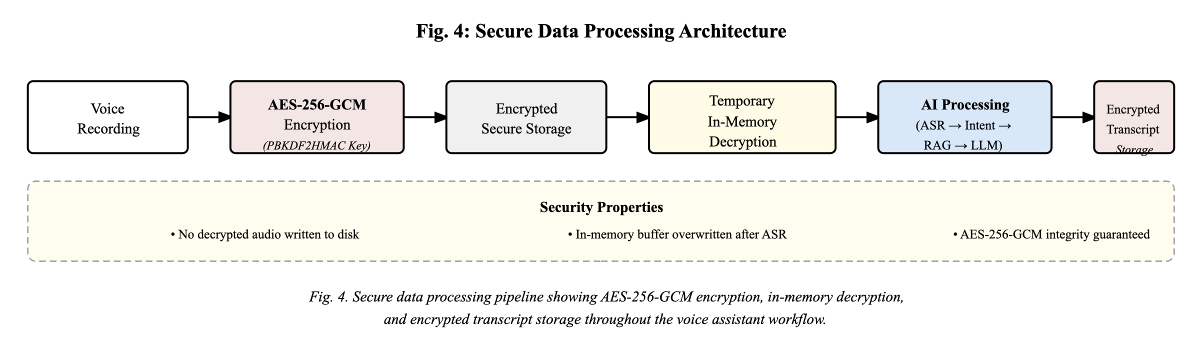 Fig. 4: Secure Data Processing Architecture
Voice
Recording
AES-256-GCM
Encryption
(PBKDF2HMAC Key)
Encrypted
Secure Storage
Temporary
In-Memory
Decryption
AI Processing
(ASR → Intent →
RAG → LLM)
Encrypted
Transcript
Storage
Security Properties
• No decrypted audio written to disk
• In-memory buffer overwritten after ASR
• AES-256-GCM integrity guaranteed
Fig. 4. Secure data processing pipeline showing AES-256-GCM encryption, in-memory decryption,
and encrypted transcript storage throughout the voice assistant workflow.